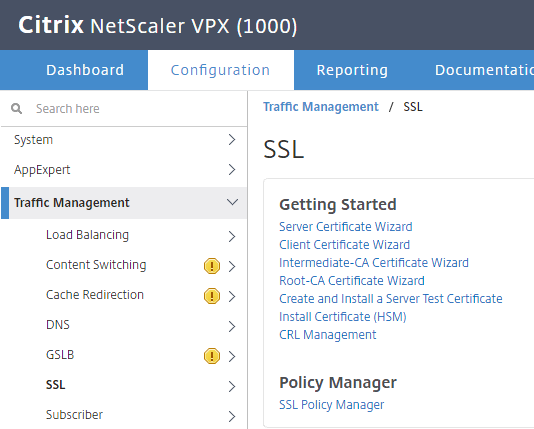 Citrix NetScaler VPX (1000)
Dashboard Configuration Reporting Documentatio
Search here
System
AppExpert
Traffic Management
Load Balancing
Content Switching
Cache Redirection
DNS
GSLB
SSL
Subscriber
Traffic Management / SSL
SSL
Getting Started
Server Certificate Wizard
Client Certificate Wizard
Intermediate-CA Certificate Wizard
Root-CA Certificate Wizard
Create and Install a Server Test Certificate
Install Certificate (HSM)
CRL Management
Policy Manager
SSL Policy Manager